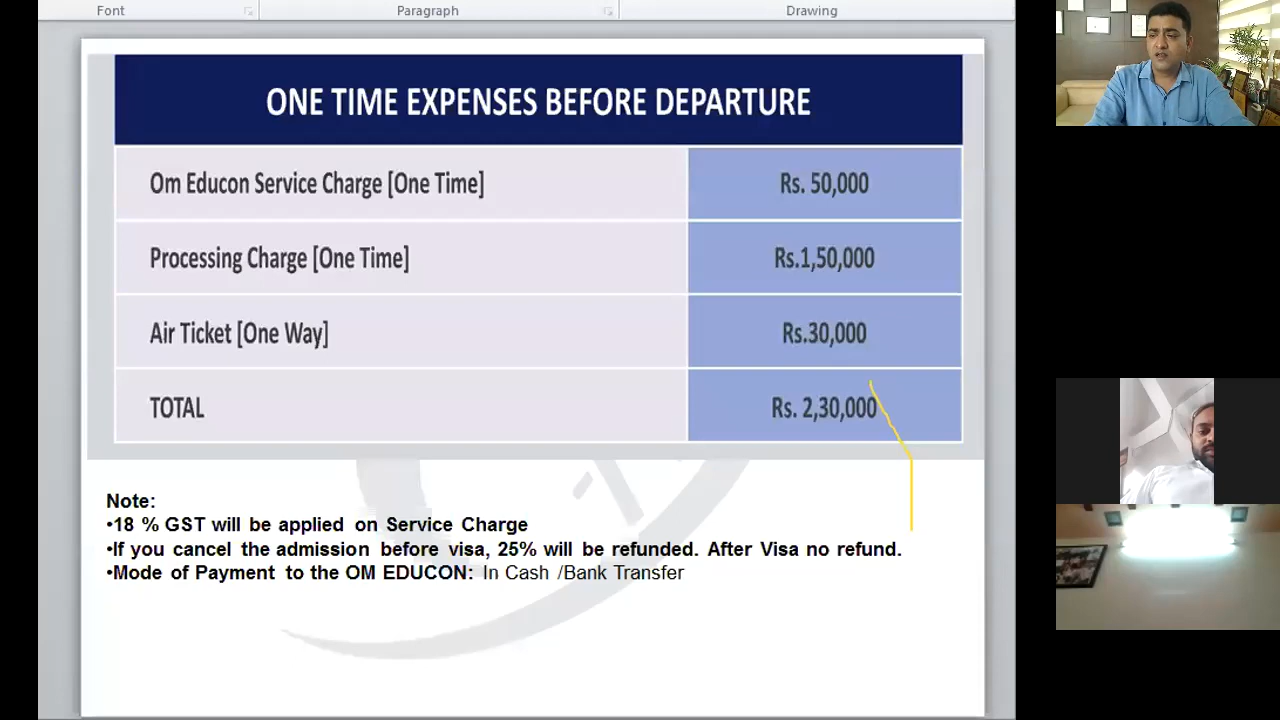 Font Paragraph Drawing
ONE TIME EXPENSES BEFORE DEPARTURE
Om Educon Service Charge [One Time] Rs. 50,000
Processing Charge [One Time] Rs.1,50,000
Air Ticket [One Way] Rs.30,000
TOTAL Rs. 2,30,000
Note:
•18 % GST will be applied on Service Charge
•If you cancel the admission before visa, 25% will be refunded. After Visa no refund.
•Mode of Payment to the OM EDUCON: In Cash /Bank Transfer